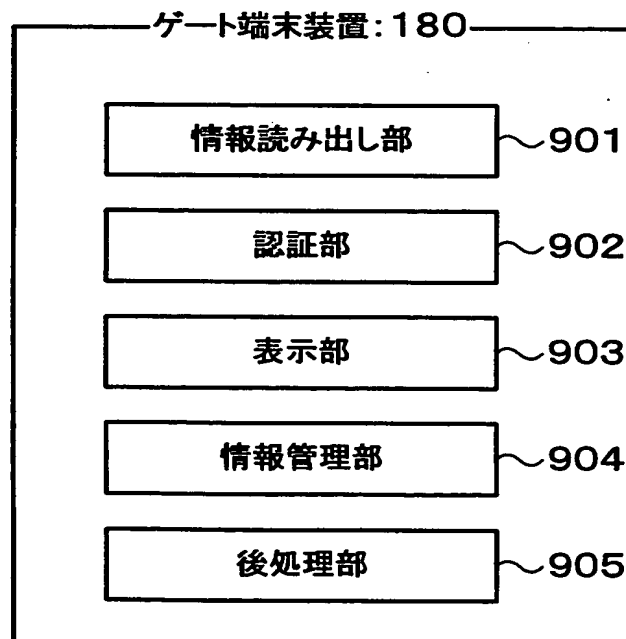 ゲート端末装置:180
情報読み出し部 901
認証部 902
表示部 903
情報管理部 904
後処理部 905